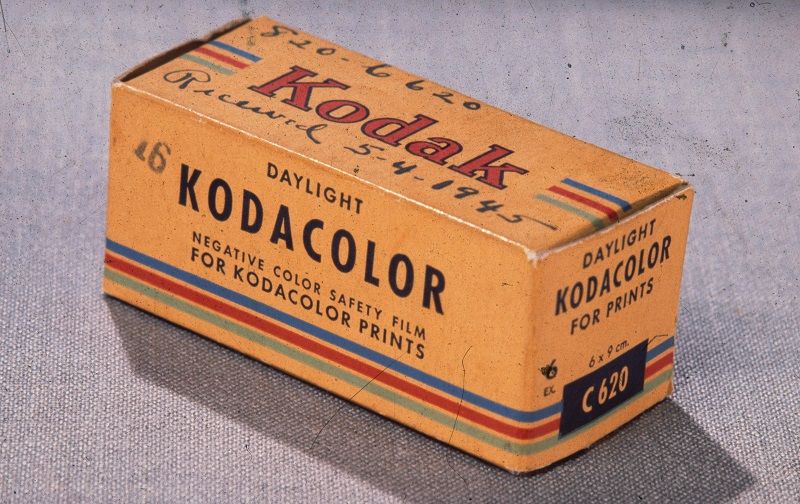 520-6620
Kodak
Received 5-4-1945
16
DAYLIGHT
KODACOLOR
NEGATIVE COLOR SAFETY FILM
FOR KODACOLOR PRINTS
DAYLIGHT
KODACOLOR
FOR PRINTS
6 x 9 cm.
6
EX.
C 620